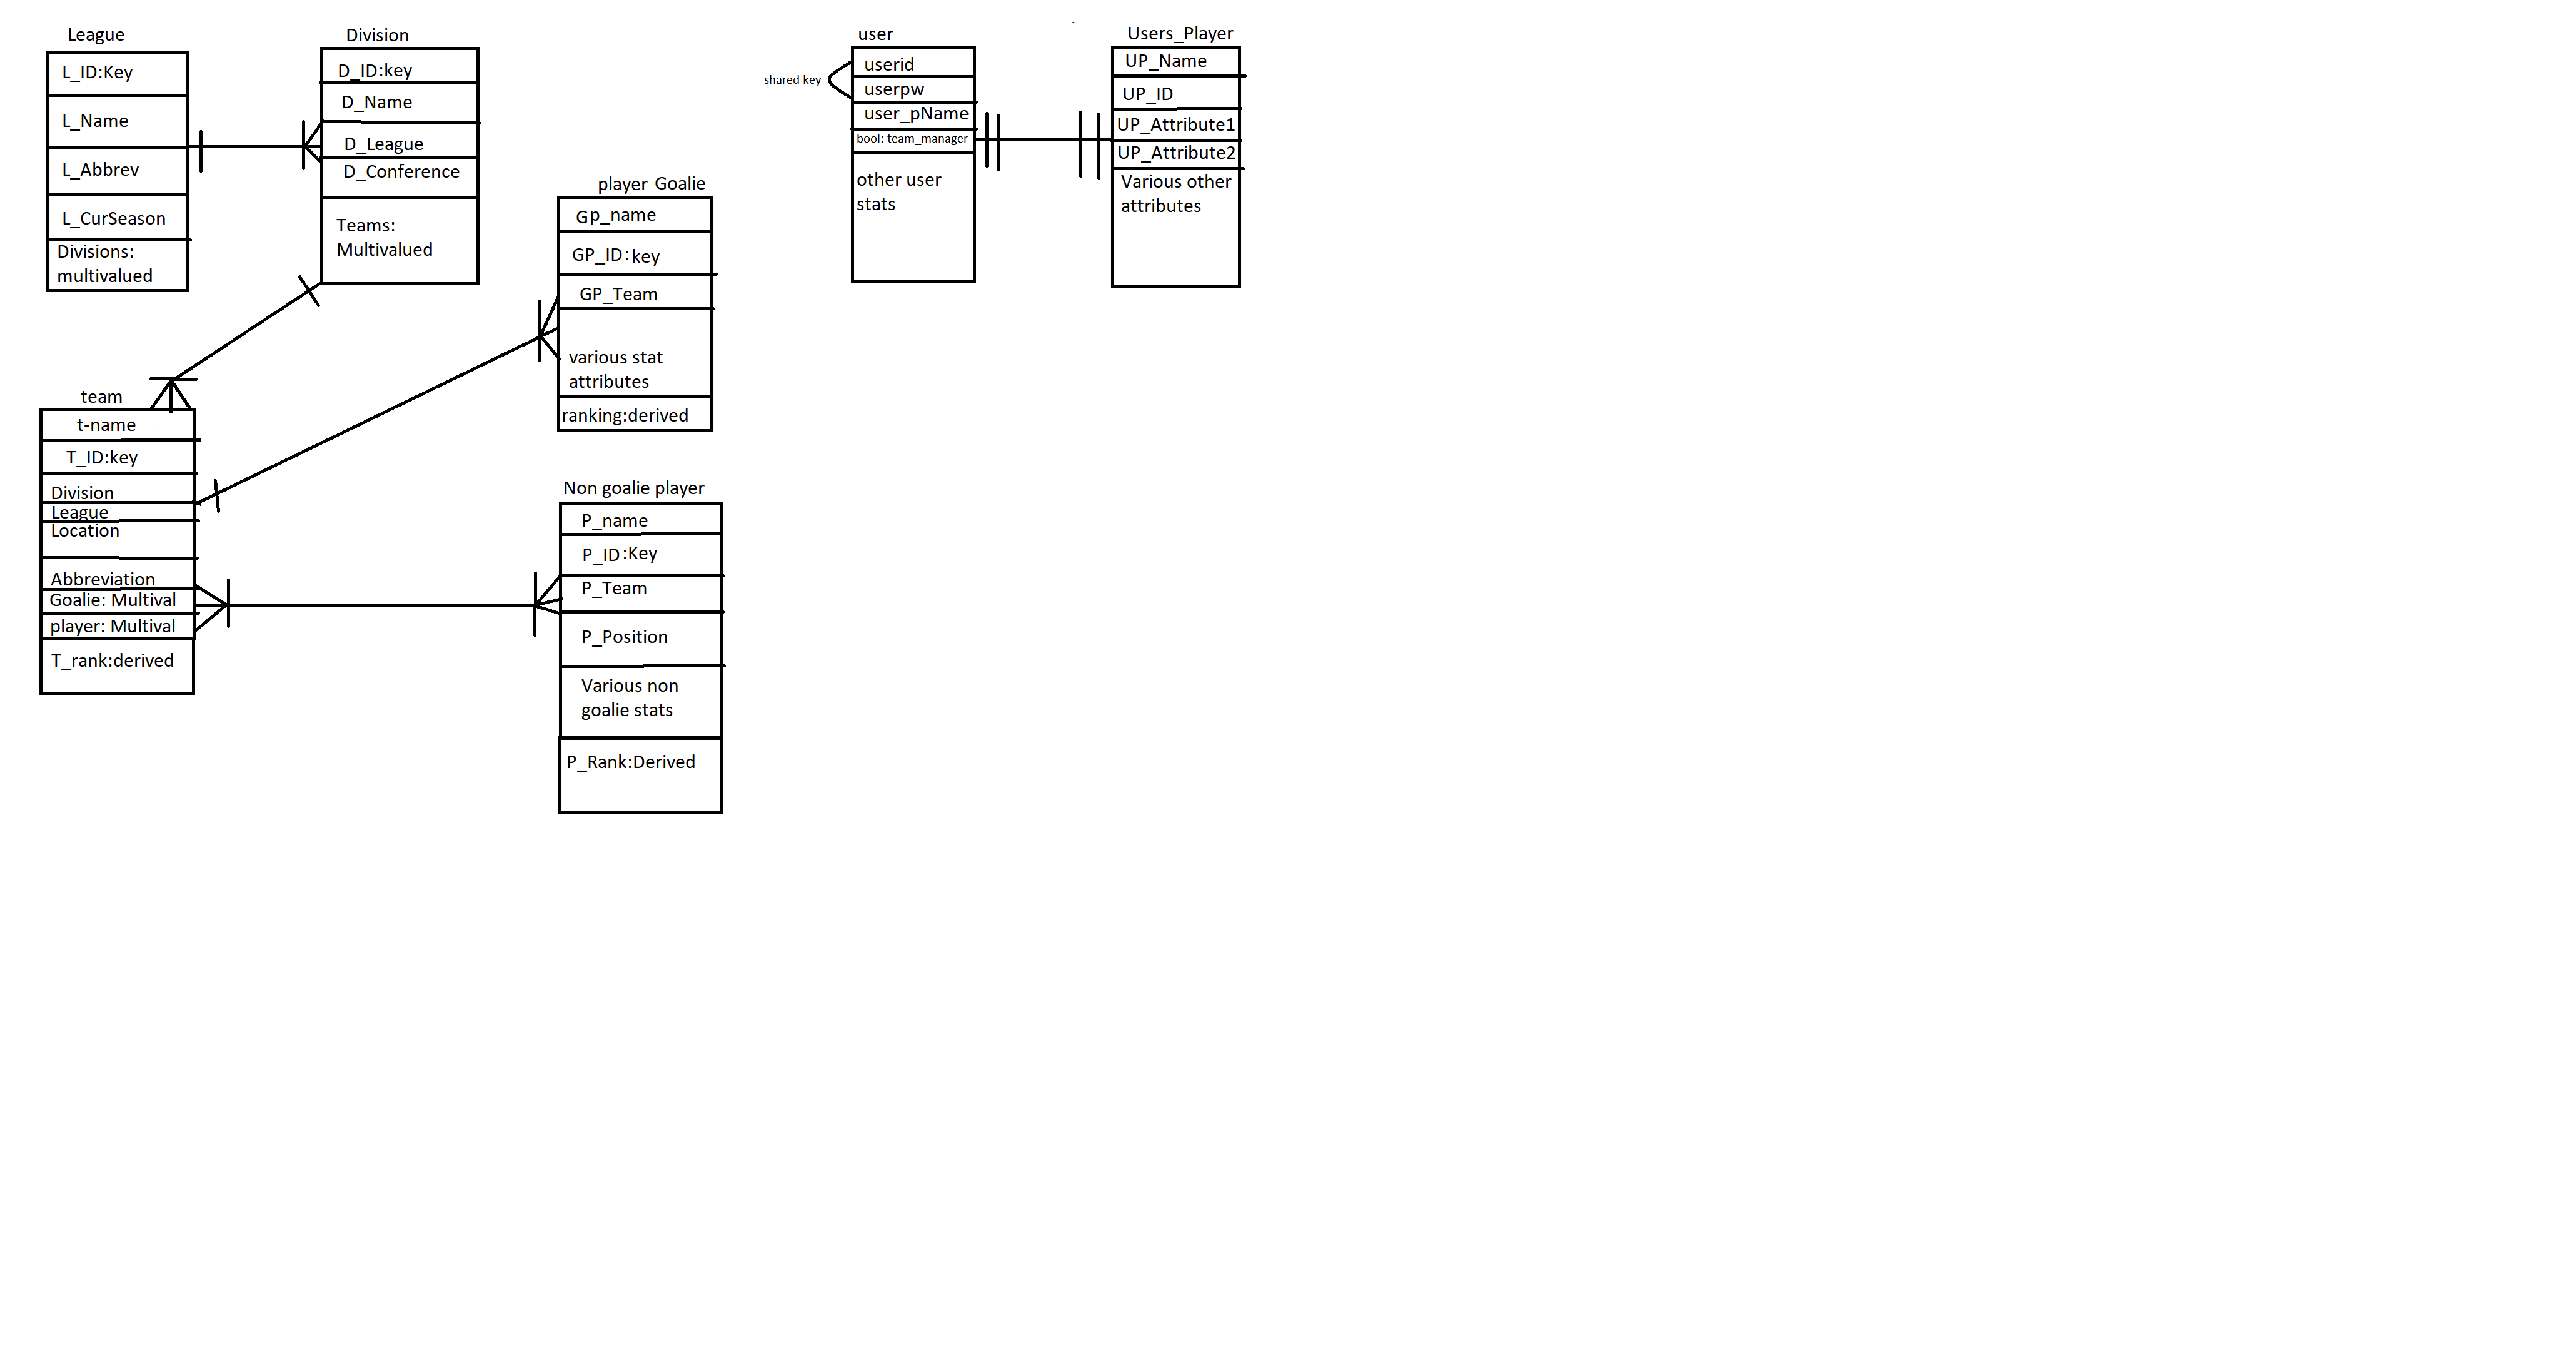 League
L_ID:Key
L_Name
L_Abbrev
L_CurSeason
Divisions:
multivalued
Division
D_ID:key
D_Name
D_League
D_Conference
Teams:
Multivalued
player Goalie
Gp_name
GP_ID:key
GP_Team
various stat
attributes
ranking:derived
team
t-name
T_ID:key
Division
League
Location
Abbreviation
Goalie: Multival
player: Multival
T_rank:derived
Non goalie player
P_name
P_ID:Key
P_Team
P_Position
Various non
goalie stats
P_Rank:Derived
user
shared key
userid
userpw
user_pName
bool: team_manager
other user
stats
Users_Player
UP_Name
UP_ID
UP_Attribute1
UP_Attribute2
Various other
attributes